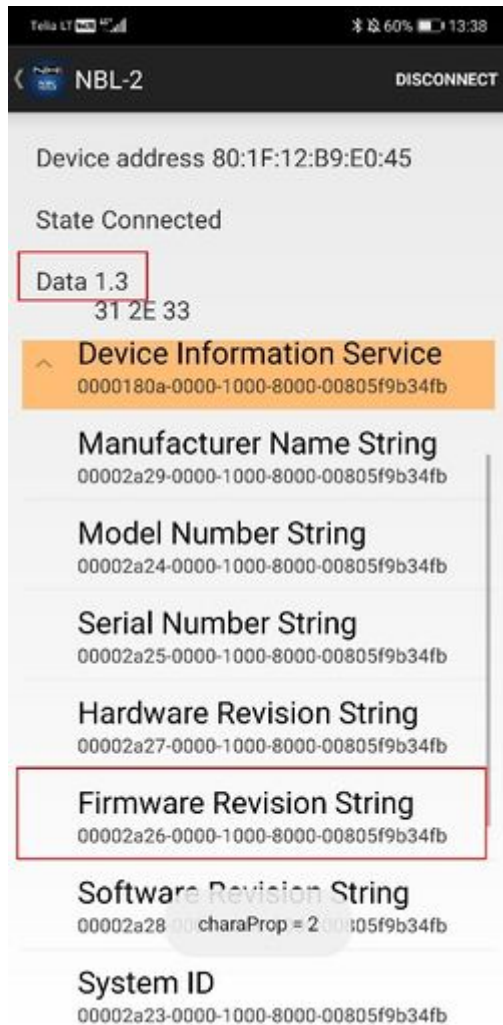 Telia LT 60% 13:38
NBL-2 DISCONNECT
Device address 80:1F:12:B9:E0:45
State Connected
Data 1.3
31 2E 33
Device Information Service
0000180a-0000-1000-8000-00805f9b34fb
Manufacturer Name String
00002a29-0000-1000-8000-00805f9b34fb
Model Number String
00002a24-0000-1000-8000-00805f9b34fb
Serial Number String
00002a25-0000-1000-8000-00805f9b34fb
Hardware Revision String
00002a27-0000-1000-8000-00805f9b34fb
Firmware Revision String
00002a26-0000-1000-8000-00805f9b34fb
Software Revision String
00002a28 05f9b34fb
charaProp = 2
System ID
00002a23-0000-1000-8000-00805f9b34fb